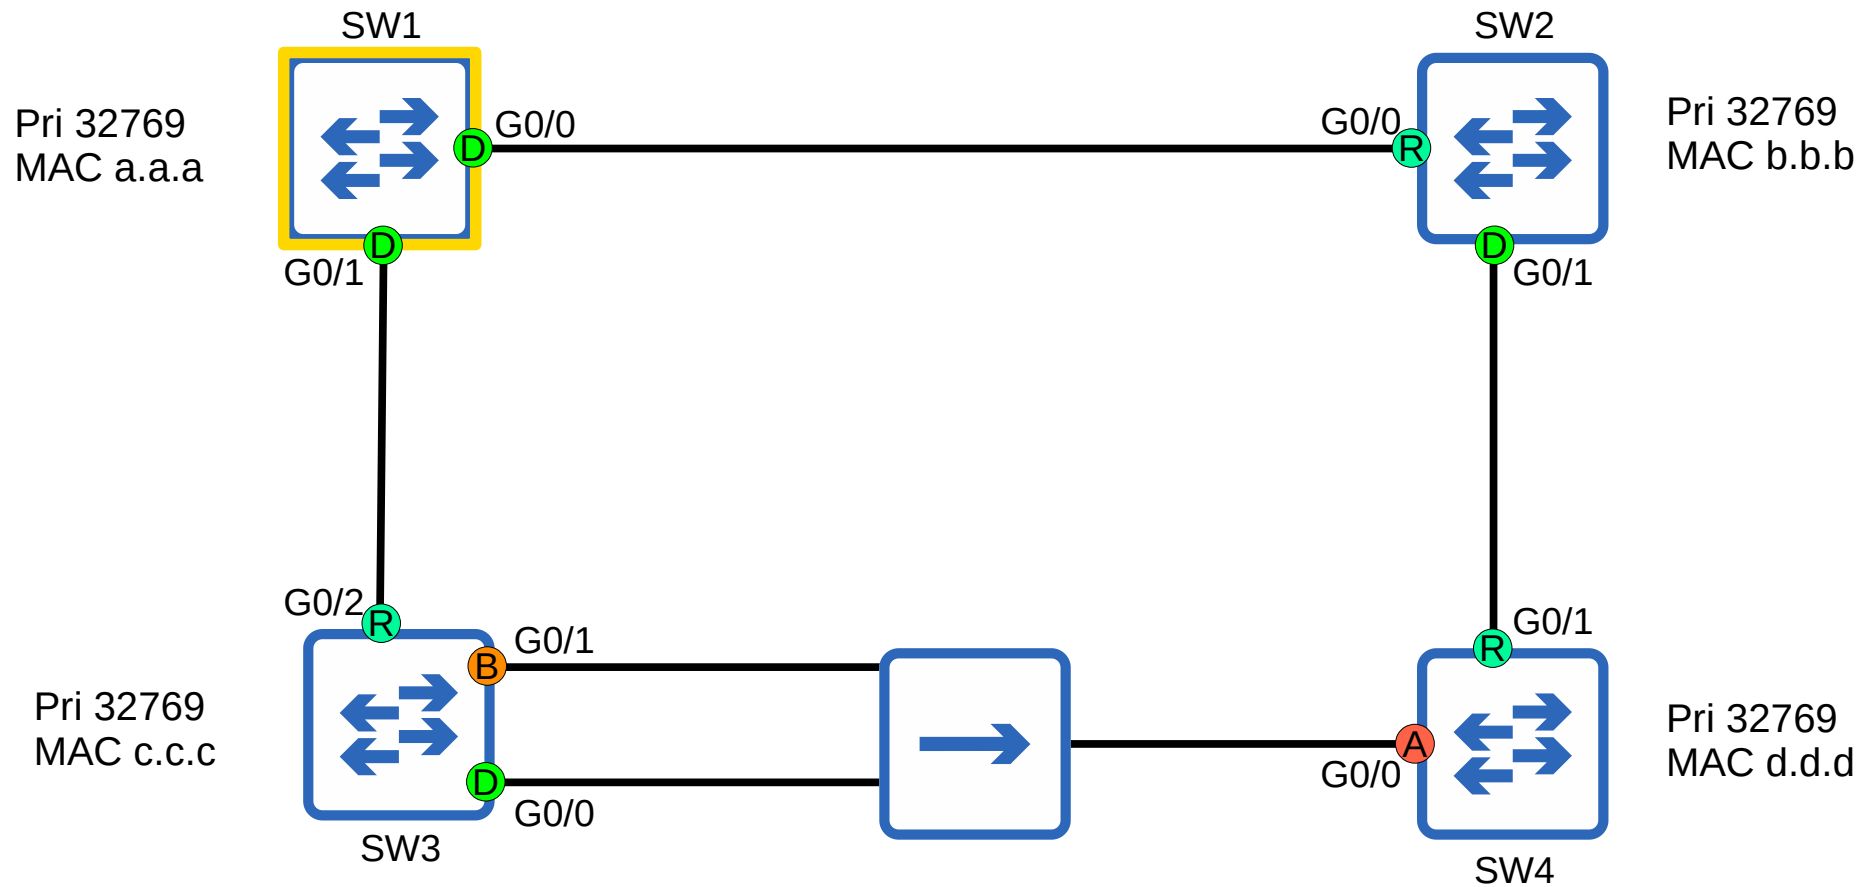 SW1
SW2
Pri 32769
MAC a.a.a
D
G0/0
G0/0
R
Pri 32769
MAC b.b.b
D
G0/1
D
G0/1
G0/2
R
G0/1
R
B
G0/1
Pri 32769
MAC c.c.c
D
G0/0
A
G0/0
Pri 32769
MAC d.d.d
SW3
SW4